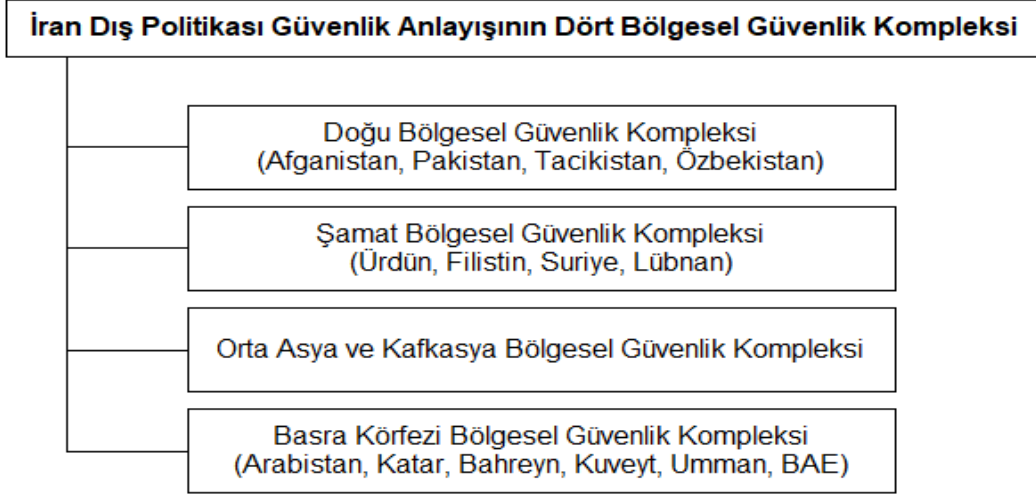 İran Dış Politikası Güvenlik Anlayışının Dört Bölgesel Güvenlik Kompleksi
Doğu Bölgesel Güvenlik Kompleksi
(Afganistan, Pakistan, Tacikistan, Özbekistan)
Şamat Bölgesel Güvenlik Kompleksi
(Ürdün, Filistin, Suriye, Lübnan)
Orta Asya ve Kafkasya Bölgesel Güvenlik Kompleksi
Basra Körfezi Bölgesel Güvenlik Kompleksi
(Arabistan, Katar, Bahreyn, Kuveyt, Umman, BAE)